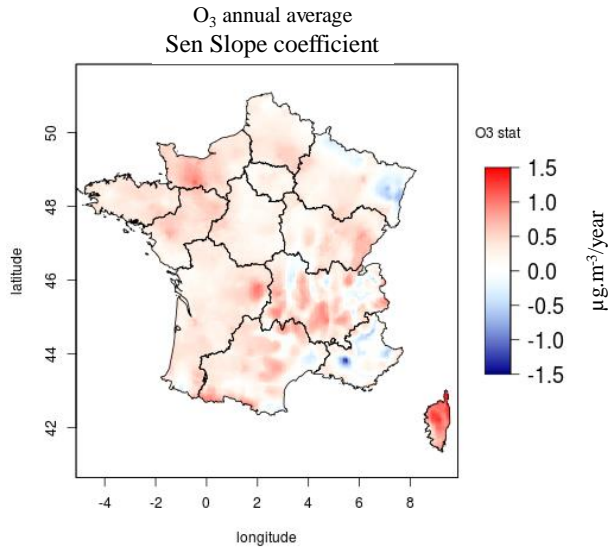 O₃ annual average
Sen Slope coefficient
O3 stat
50
48
46
44
42
latitude
1.5
1.0
0.5
0.0
-0.5
-1.0
-1.5
µg.m⁻³/year
-4 -2 0 2 4 6 8
longitude